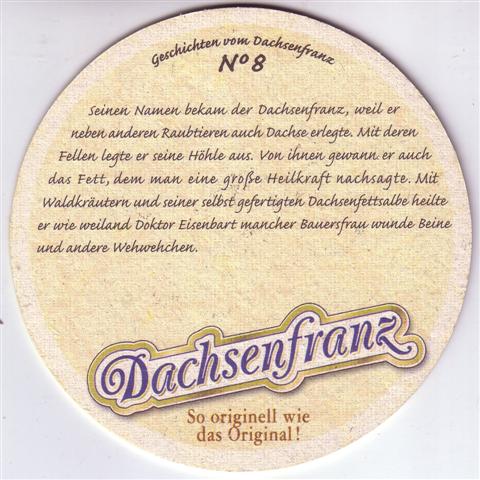 Geschichten vom Dachsenfranz
Nº 8
Seinen Namen bekam der Dachsenfranz, weil er
neben anderen Raubtieren auch Dachse erlegte. Mit deren
Fellen legte er seine Höhle aus. Von ihnen gewann er auch
das Fett, dem man eine große Heilkraft nachsagte. Mit
Waldkräutern und seiner selbst gefertigten Dachsenfettsalbe heilte
er wie weiland Doktor Eisenbart mancher Bauersfrau wunde Beine
und andere Wehwehchen.
Dachsenfranz
So originell wie
das Original!